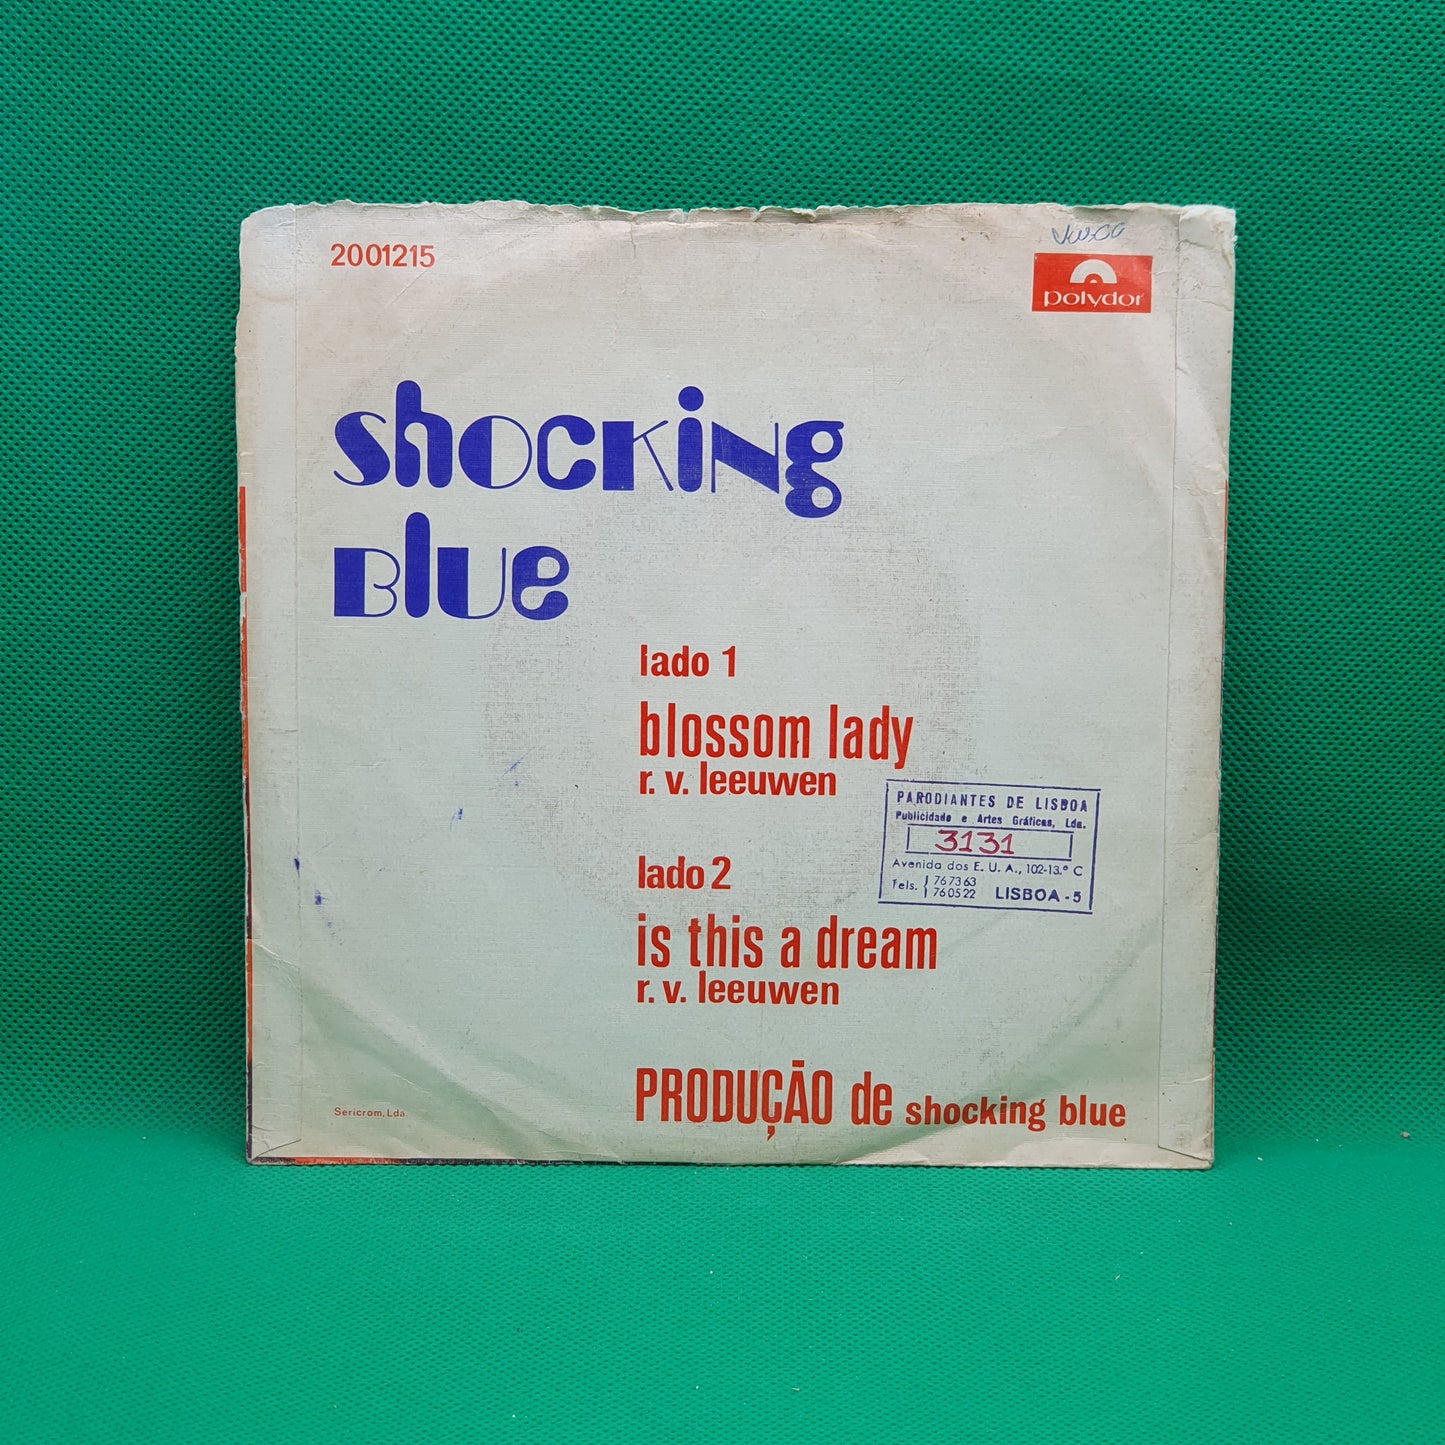 2001215
polydor
shocking
Blue
lado 1
blossom lady
r. v. leeuwen
PARODIANTES DE LISBOA
Publicidade e Artes Gráficas, Lda.
3131
Avenida dos E. U. A., 102-13.º C
Tels. 767363
760522 LISBOA - 5
lado 2
is this a dream
r. v. leeuwen
PRODUÇÃO de shocking blue
Sericrom, Lda.